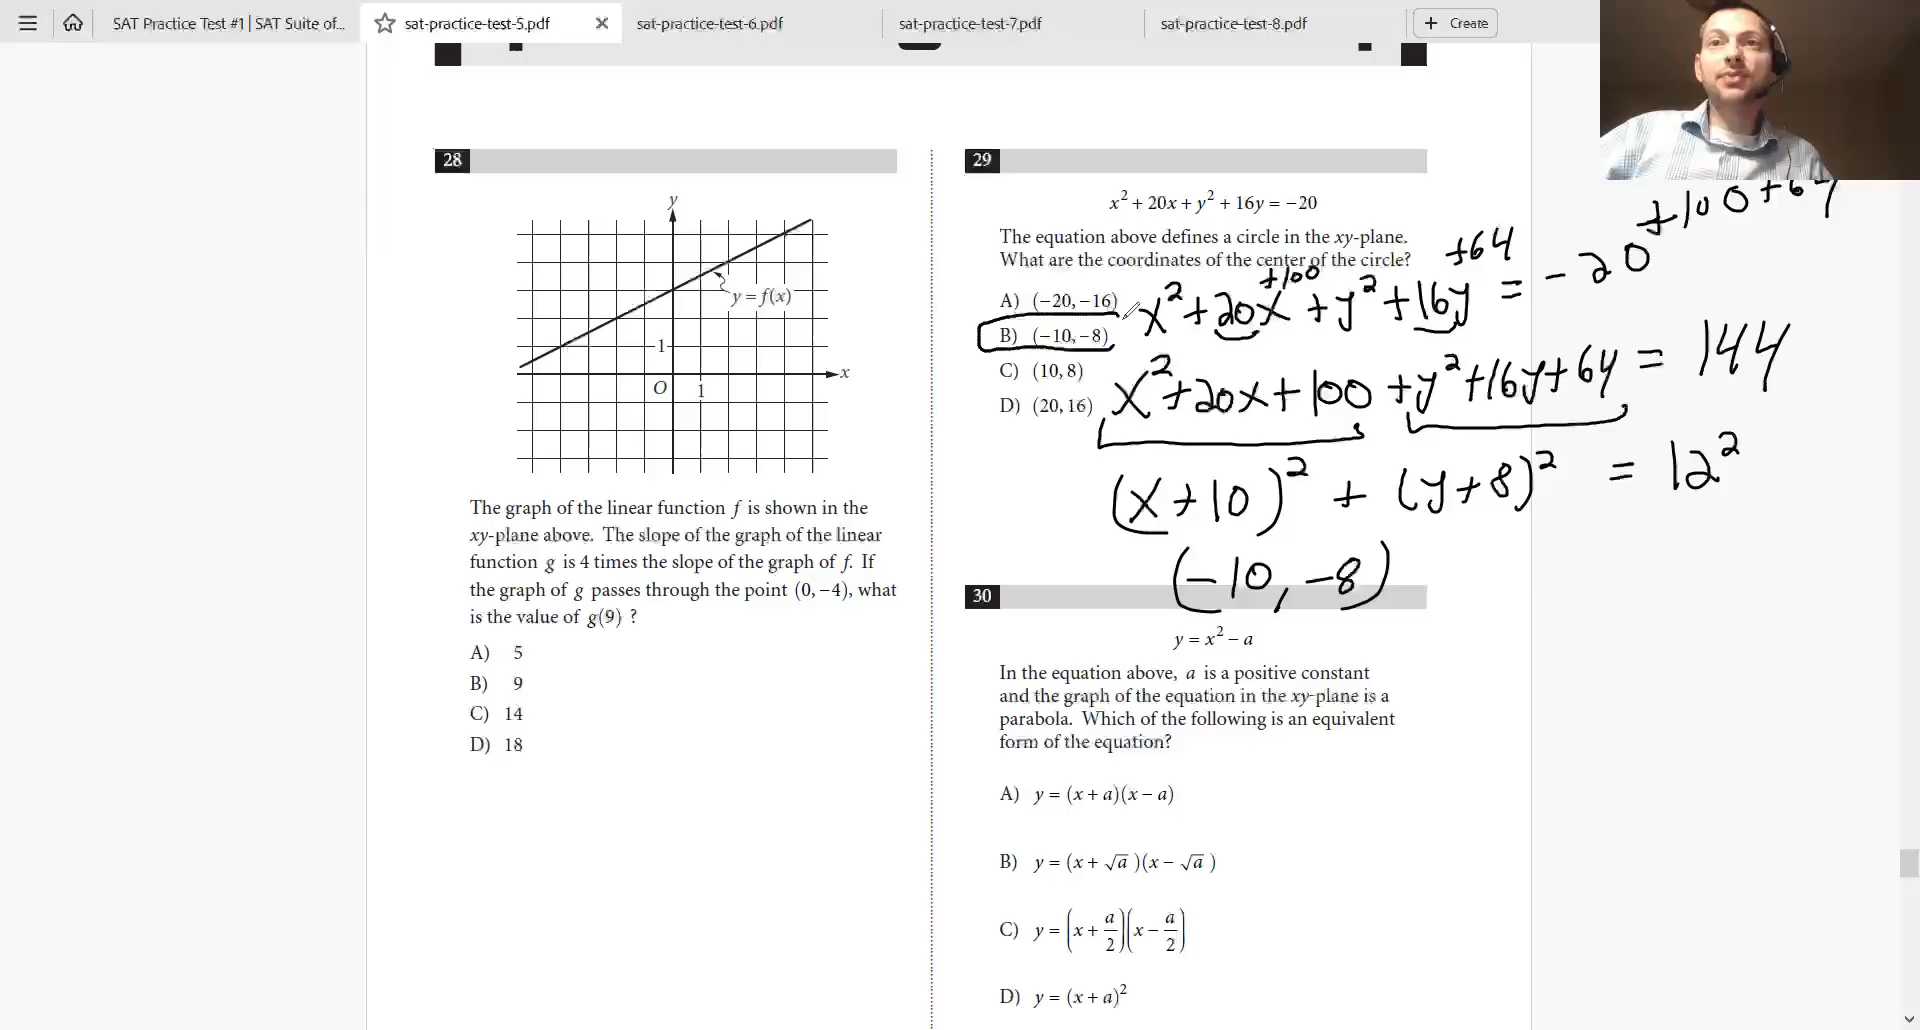 SAT Practice Test #1 | SAT Suite of...
sat-practice-test-5.pdf
sat-practice-test-6.pdf
sat-practice-test-7.pdf
sat-practice-test-8.pdf
+ Create
28
y
y = f(x)
1
x
O
1
The graph of the linear function f is shown in the
xy-plane above. The slope of the graph of the linear
function g is 4 times the slope of the graph of f. If
the graph of g passes through the point (0, −4), what
is the value of g(9) ?
A) 5
B) 9
C) 14
D) 18
29
x² + 20x + y² + 16y = −20
The equation above defines a circle in the xy-plane.
What are the coordinates of the center of the circle?
A) (−20, −16)
B) (−10, −8)
C) (10, 8)
D) (20, 16)
+100 +64 +100+64
x² + 20x + y² + 16y = −20
x² + 20x + 100 + y² + 16y + 64 = 144
(x + 10)² + (y + 8)² = 12²
(−10, −8)
30
y = x² − a
In the equation above, a is a positive constant
and the graph of the equation in the xy-plane is a
parabola. Which of the following is an equivalent
form of the equation?
A) y = (x + a)(x − a)
B) y = (x + √a )(x − √a )
C) y = (x + a/2)(x − a/2)
D) y = (x + a)²